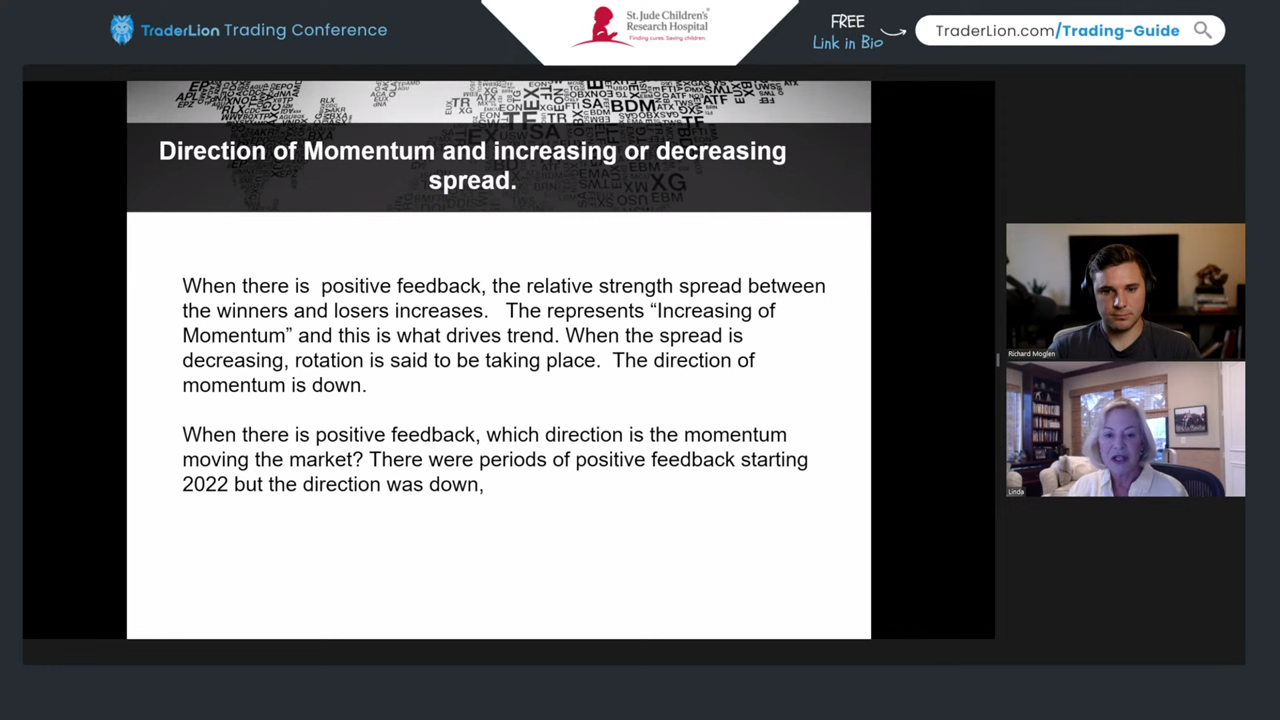 TraderLion Trading Conference
St. Jude Children's
Research Hospital
Finding cures. Saving children.
FREE
Link in Bio
TraderLion.com/Trading-Guide
Direction of Momentum and increasing or decreasing
spread.
When there is  positive feedback, the relative strength spread between
the winners and losers increases.   The represents “Increasing of
Momentum” and this is what drives trend. When the spread is
decreasing, rotation is said to be taking place.  The direction of
momentum is down.
When there is positive feedback, which direction is the momentum
moving the market? There were periods of positive feedback starting
2022 but the direction was down,
Richard Moglen
Linda